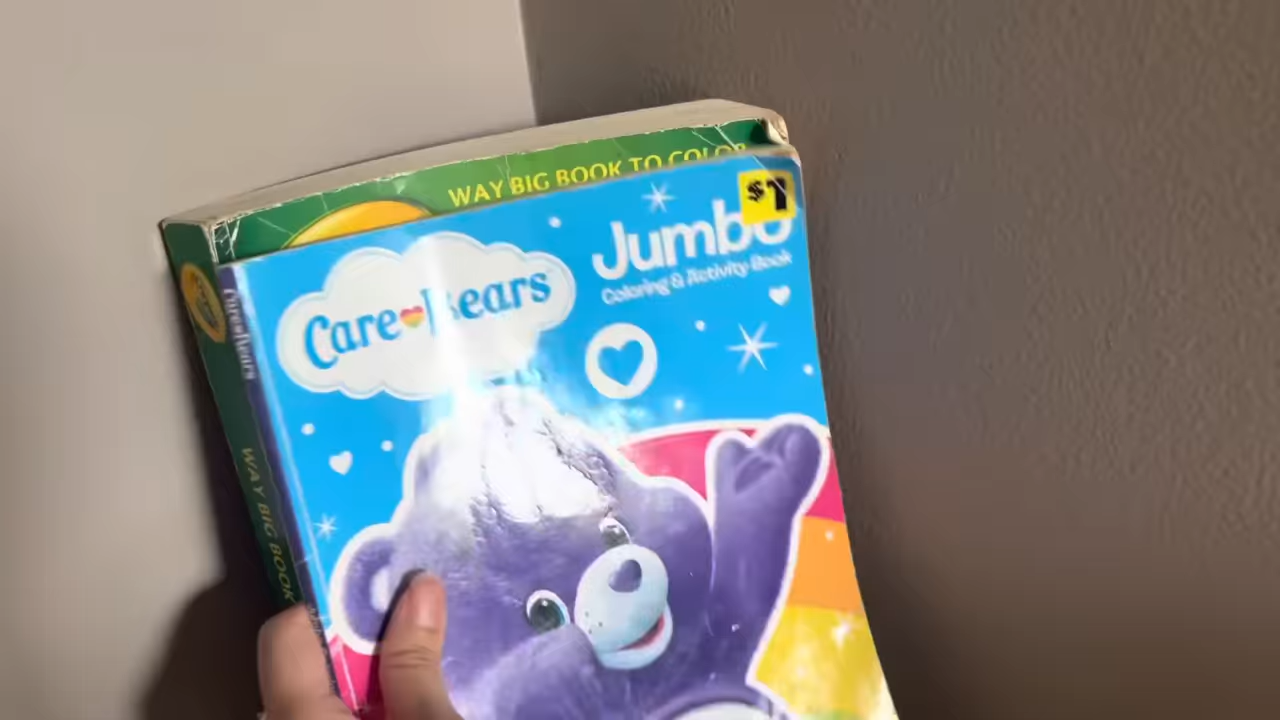 WAY BIG BOOK TO COLOR
$1
Jumbo
Coloring & Activity Book
Care Bears
Care Bears
WAY BIG BOOK